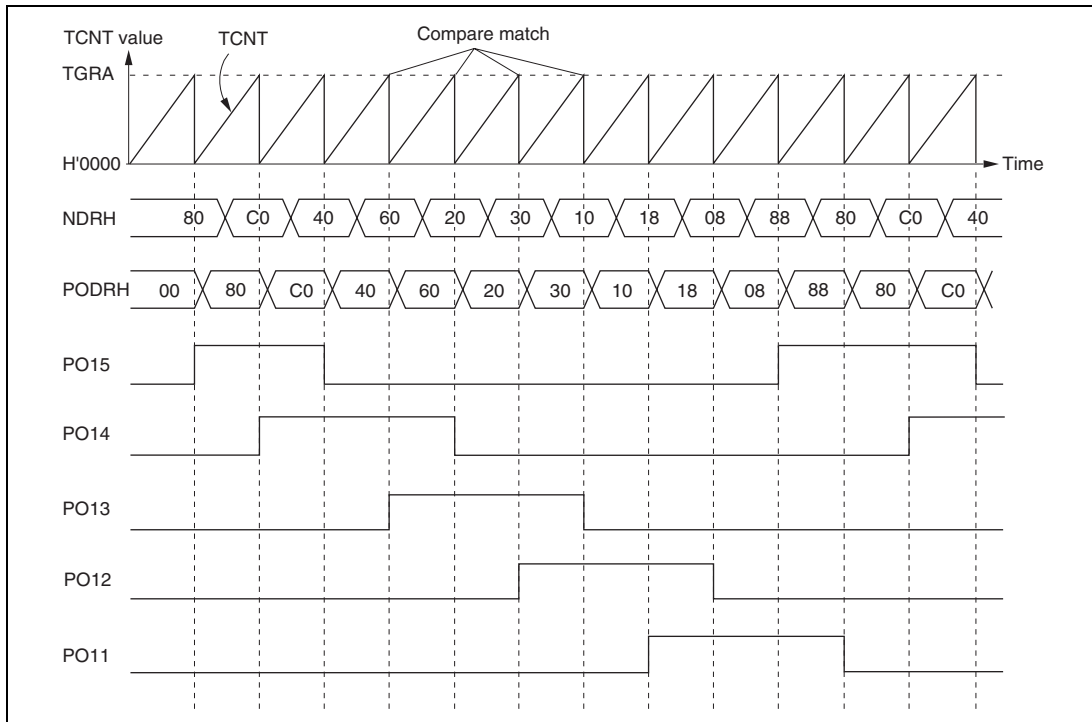 TCNT value
TCNT
Compare match
TGRA
H'0000
Time
NDRH
80 C0 40 60 20 30 10 18 08 88 80 C0 40
PODRH
00 80 C0 40 60 20 30 10 18 08 88 80 C0
PO15
PO14
PO13
PO12
PO11